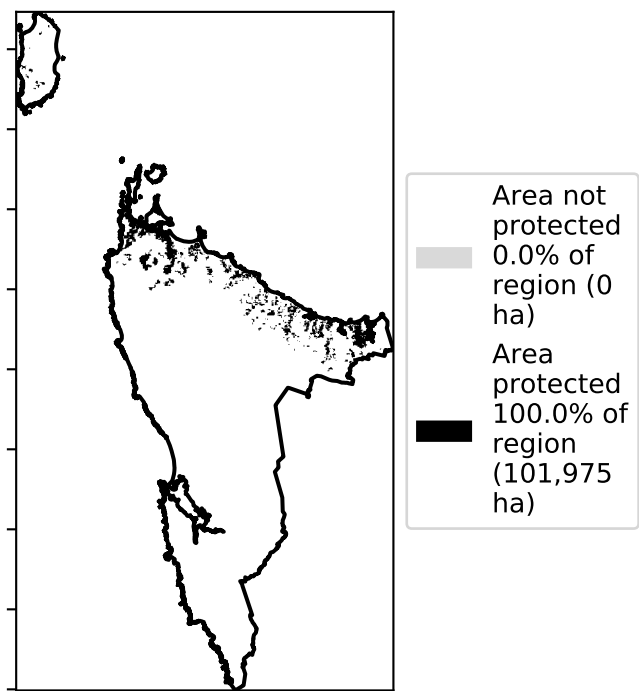 Area not
protected
0.0% of
region (0
ha)
Area
protected
100.0% of
region
(101,975
ha)